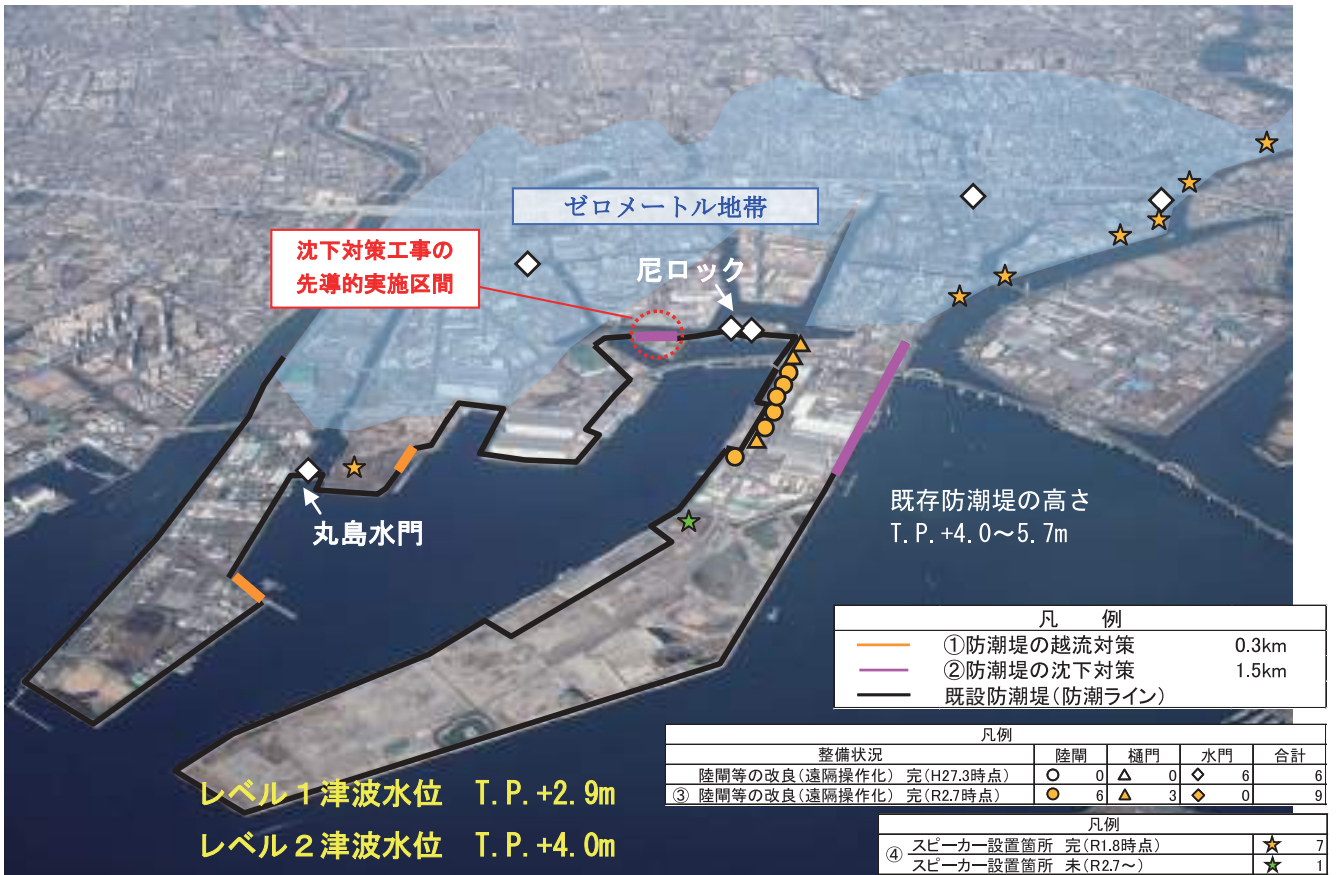 ゼロメートル地帯
沈下対策工事の
先導的実施区間
尼ロック
丸島水門
既存防潮堤の高さ
T.P.+4.0～5.7m
凡　例
①防潮堤の越流対策　0.3km
②防潮堤の沈下対策　1.5km
既設防潮堤(防潮ライン)
凡例
整備状況　陸閘　樋門　水門　合計
陸閘等の改良(遠隔操作化)　完(H27.3時点)　0　0　6　6
③ 陸閘等の改良(遠隔操作化)　完(R2.7時点)　6　3　0　9
凡例
④
スピーカー設置箇所　完(R1.8時点)　7
スピーカー設置箇所　未(R2.7～)　1
レベル１津波水位　T.P.+2.9m
レベル２津波水位　T.P.+4.0m